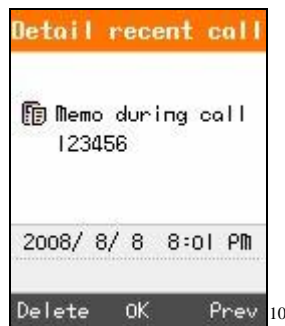 Detail recent call
Memo during call
123456
2008/ 8/ 8 8:01 PM
Delete OK Prev
10